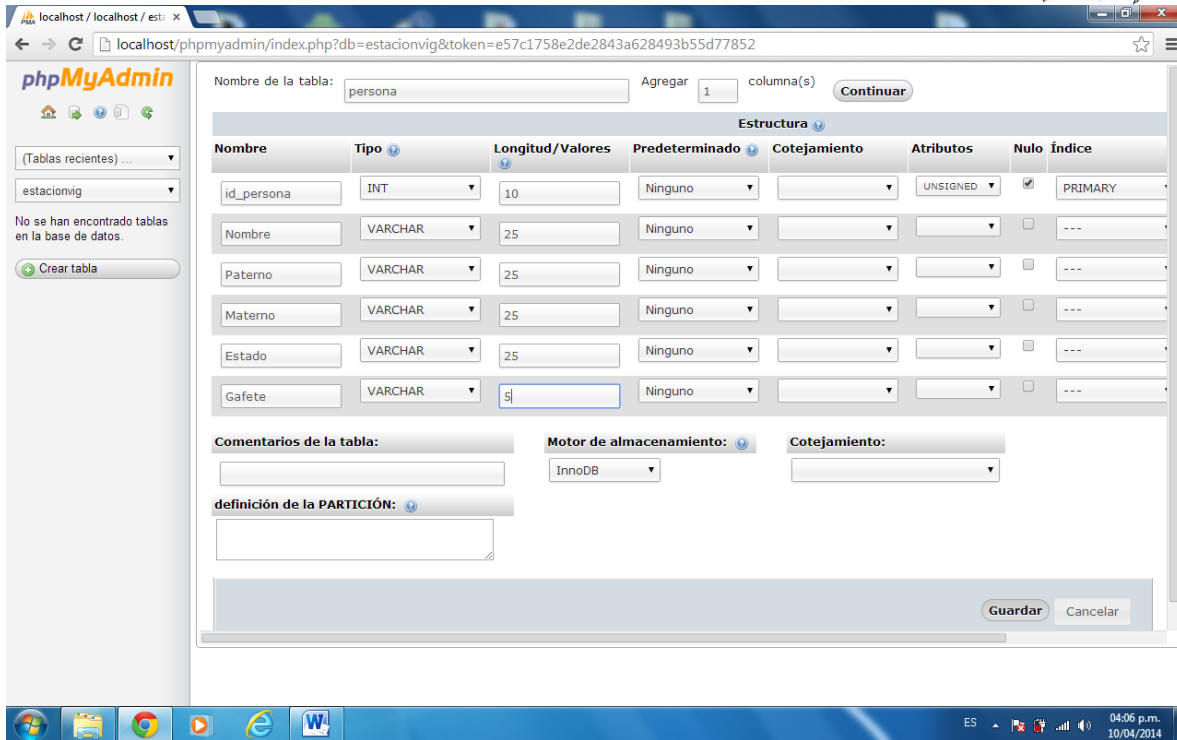 localhost / localhost / esta
localhost/phpmyadmin/index.php?db=estacionvig&token=e57c1758e2de2843a628493b55d77852
phpMyAdmin
(Tablas recientes) ...
estacionvig
No se han encontrado tablas
en la base de datos.
Crear tabla
Nombre de la tabla: persona Agregar 1 columna(s) Continuar
Estructura
Nombre Tipo Longitud/Valores Predeterminado Cotejamiento Atributos Nulo Índice
id_persona INT 10 Ninguno UNSIGNED PRIMARY
Nombre VARCHAR 25 Ninguno ---
Paterno VARCHAR 25 Ninguno ---
Materno VARCHAR 25 Ninguno ---
Estado VARCHAR 25 Ninguno ---
Gafete VARCHAR 5 Ninguno ---
Comentarios de la tabla: Motor de almacenamiento: Cotejamiento:
InnoDB
definición de la PARTICIÓN:
Guardar Cancelar
ES 04:06 p.m.
10/04/2014